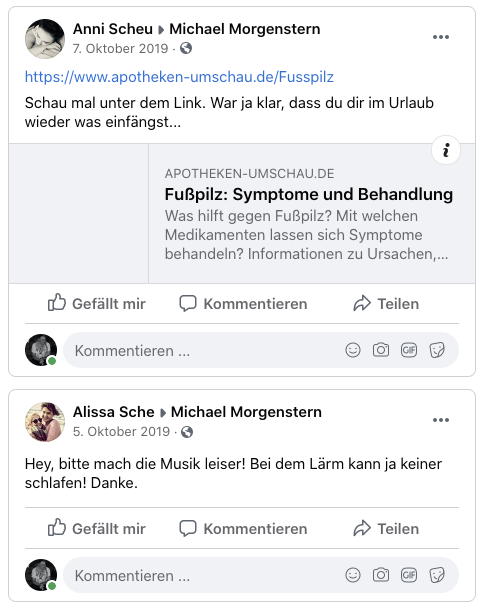 Anni Scheu ▸ Michael Morgenstern
7. Oktober 2019 ·
https://www.apotheken-umschau.de/Fusspilz
Schau mal unter dem Link. War ja klar, dass du dir im Urlaub
wieder was einfängst...
APOTHEKEN-UMSCHAU.DE
Fußpilz: Symptome und Behandlung
Was hilft gegen Fußpilz? Mit welchen
Medikamenten lassen sich Symptome
behandeln? Informationen zu Ursachen,...
Gefällt mir Kommentieren Teilen
Kommentieren ... GIF
Alissa Sche ▸ Michael Morgenstern
5. Oktober 2019 ·
Hey, bitte mach die Musik leiser! Bei dem Lärm kann ja keiner
schlafen! Danke.
Gefällt mir Kommentieren Teilen
Kommentieren ... GIF